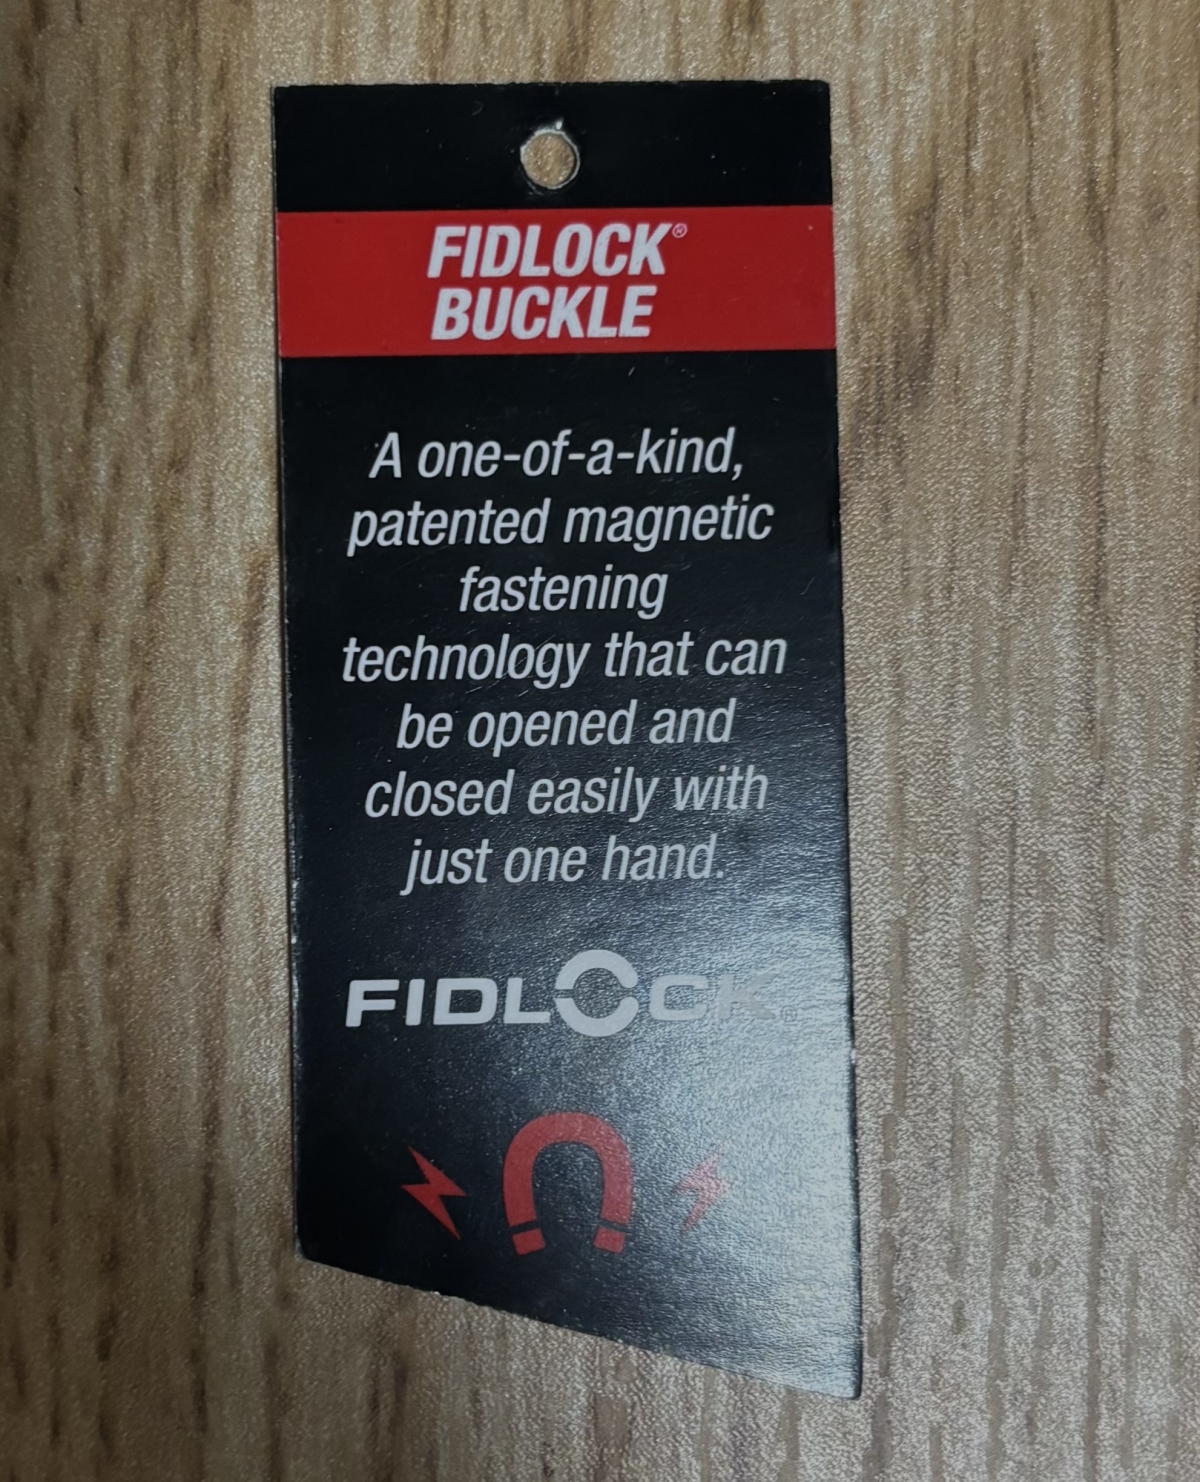 FIDLOCK®
BUCKLE
A one-of-a-kind,
patented magnetic
fastening
technology that can
be opened and
closed easily with
just one hand.
FIDLOCK®